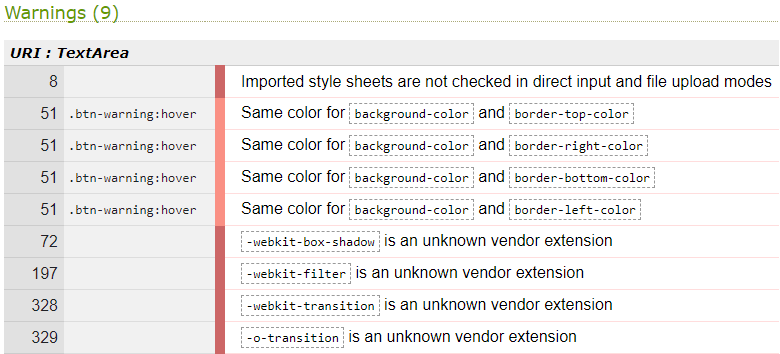 Warnings (9)
URI : TextArea
8 Imported style sheets are not checked in direct input and file upload modes
51 .btn-warning:hover Same color for background-color and border-top-color
51 .btn-warning:hover Same color for background-color and border-right-color
51 .btn-warning:hover Same color for background-color and border-bottom-color
51 .btn-warning:hover Same color for background-color and border-left-color
72 -webkit-box-shadow is an unknown vendor extension
197 -webkit-filter is an unknown vendor extension
328 -webkit-transition is an unknown vendor extension
329 -o-transition is an unknown vendor extension